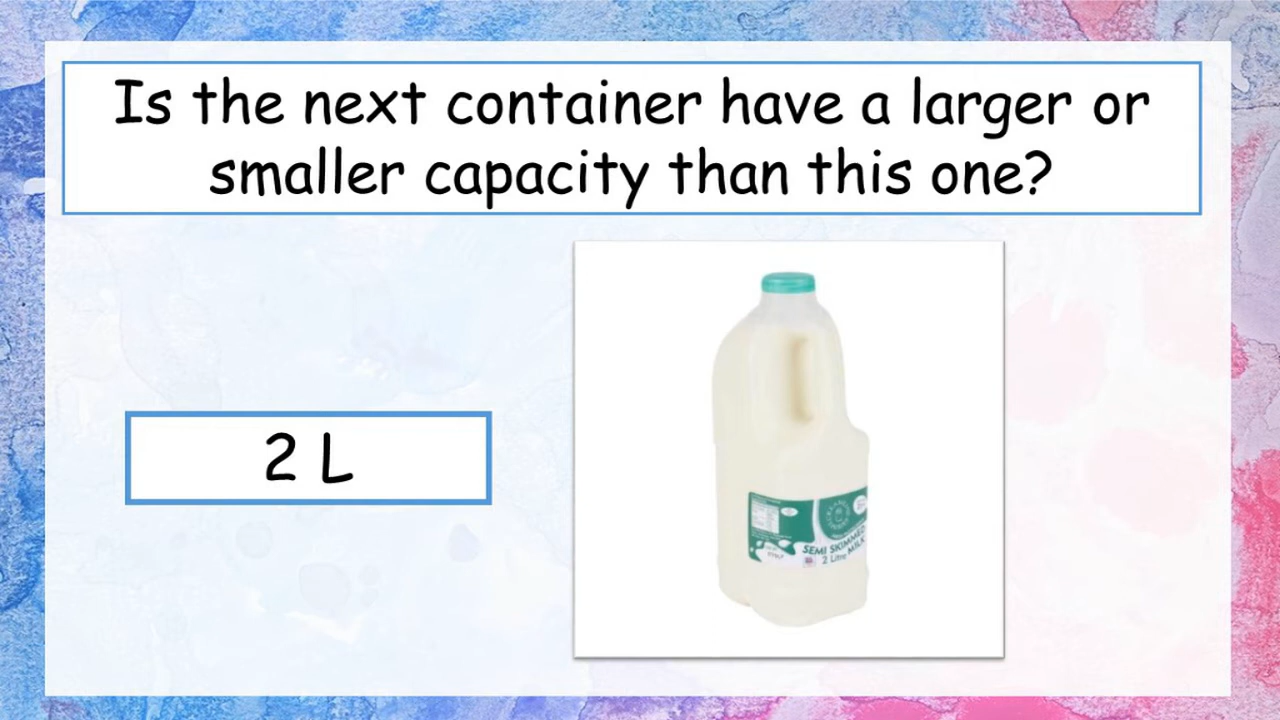 Is the next container have a larger or
smaller capacity than this one?
2 L
SEMI SKIMMED
2 Litre MILK